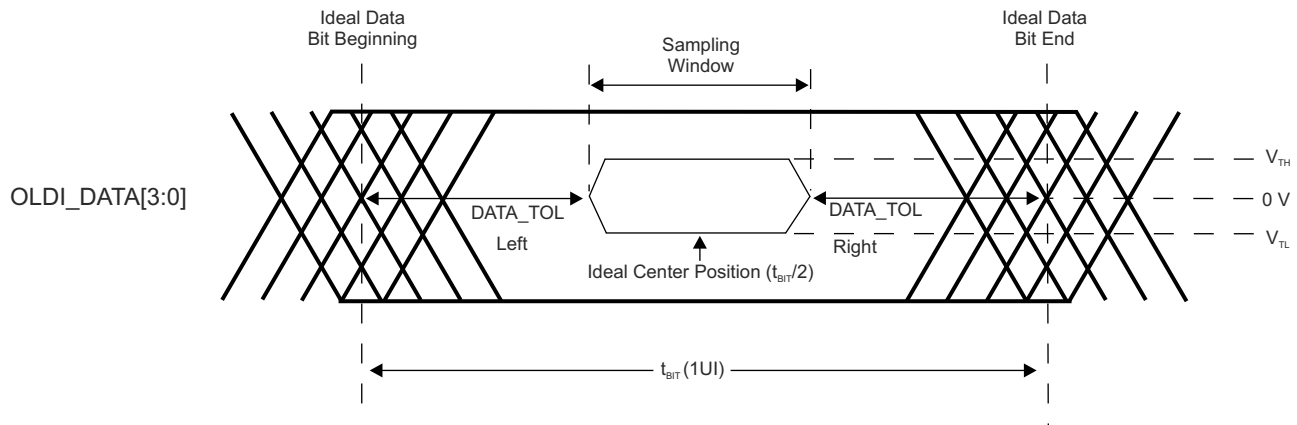 Ideal Data
Bit Beginning
Ideal Data
Bit End
Sampling
Window
V_TH
OLDI_DATA[3:0]
0 V
DATA_TOL
Left
DATA_TOL
Right
V_TL
Ideal Center Position (t_BIT/2)
t_BIT (1UI)